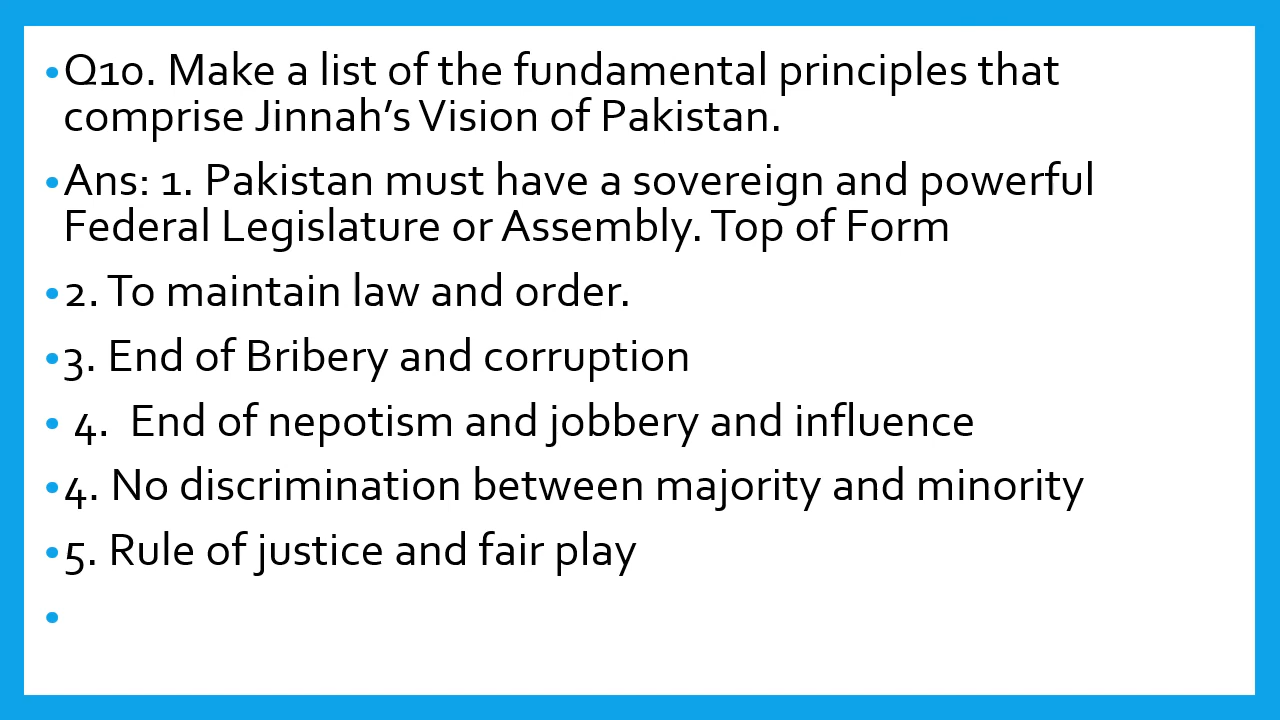 •Q10. Make a list of the fundamental principles that
comprise Jinnah’s Vision of Pakistan.
•Ans: 1. Pakistan must have a sovereign and powerful
Federal Legislature or Assembly. Top of Form
•2. To maintain law and order.
•3. End of Bribery and corruption
• 4.  End of nepotism and jobbery and influence
•4. No discrimination between majority and minority
•5. Rule of justice and fair play
•